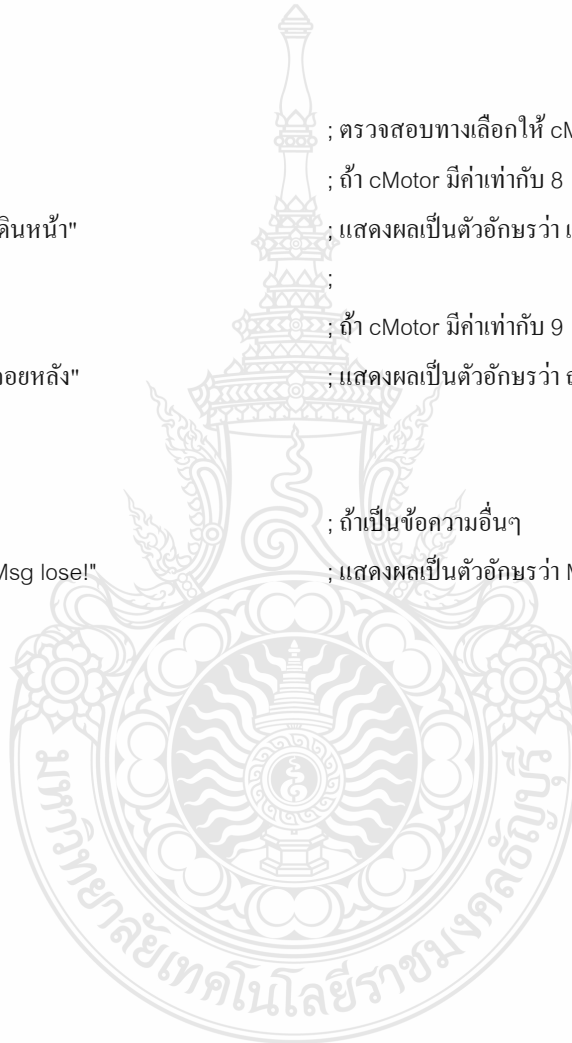 ; ตรวจสอบทางเลือกให้ cM
; ถ้า cMotor มีค่าเท่ากับ 8
ดินหน้า" ; แสดงผลเป็นตัวอักษรว่า เ
;
; ถ้า cMotor มีค่าเท่ากับ 9
อยหลัง" ; แสดงผลเป็นตัวอักษรว่า ถ
; ถ้าเป็นข้อความอื่นๆ
Msg lose!" ; แสดงผลเป็นตัวอักษรว่า M
มหาวิทยาลัยเทคโนโลยีราชมงคลธัญบุรี